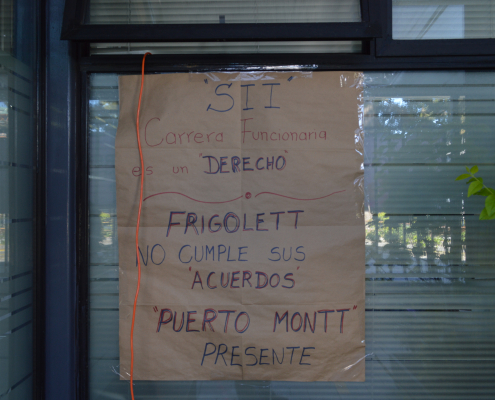 "SII"
Carrera Funcionaria
es un "DERECHO"
FRIGOLETT
NO CUMPLE SUS
"ACUERDOS"
"PUERTO MONTT"
PRESENTE